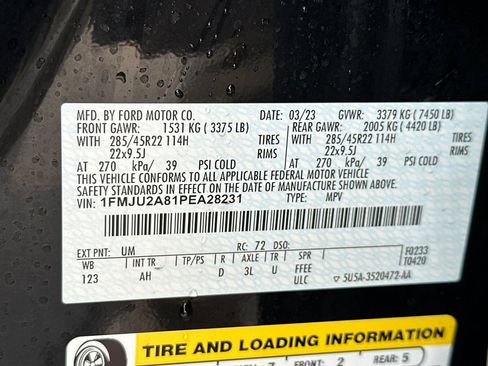 MFD. BY FORD MOTOR CO. 03/23 GVWR: 3379 KG ( 7450 LB)
FRONT GAWR: 1531 KG ( 3375 LB) REAR GAWR: 2005 KG ( 4420 LB)
WITH 285/45R22 114H TIRES WITH 285/45R22 114H TIRES
22x9.5J RIMS 22x9.5J RIMS
AT 270 kPa/ 39 PSI COLD AT 270 kPa/ 39 PSI COLD
THIS VEHICLE CONFORMS TO ALL APPLICABLE FEDERAL MOTOR VEHICLE
SAFETY STANDARDS IN EFFECT ON THE DATE OF MANUFACTURE SHOWN ABOVE.
VIN: 1FMJU2A81PEA28231 TYPE: MPV
EXT PNT: UM RC: 72 DSO: F0233
WB INT TR TP/PS R AXLE TR SPR T0420
123 AH D 3L U FFEE
ULC 5U5A-3520472-AA
TIRE AND LOADING INFORMATION
7 FRONT: 2 REAR: 5